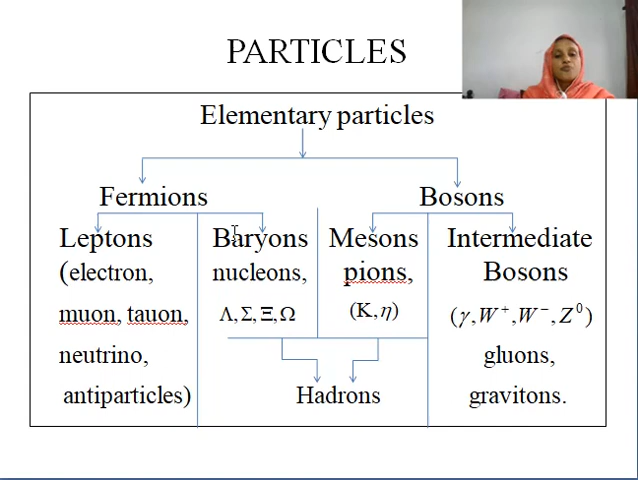 PARTICLES
Elementary particles
Fermions
Bosons
Leptons
(electron,
muon, tauon,
neutrino,
antiparticles)
Baryons
nucleons,
Λ, Σ, Ξ, Ω
Mesons
pions,
(K, η)
Hadrons
Intermediate
Bosons
(γ, W⁺, W⁻, Z⁰)
gluons,
gravitons.